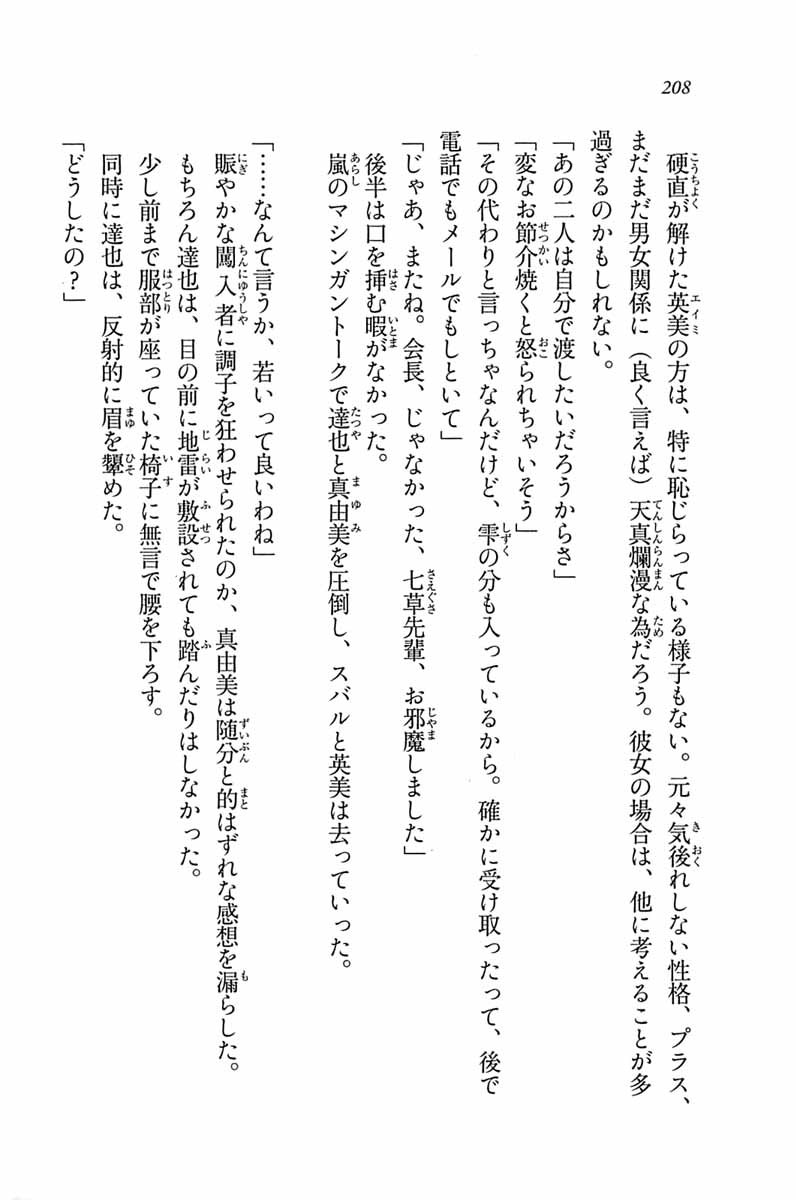 208
硬直が解けた英美の方は、特に恥じらっている様子もない。元々気後れしない性格、プラス、
まだまだ男女関係に（良く言えば）天真爛漫な為だろう。彼女の場合は、他に考えることが多
過ぎるのかもしれない。
「あの二人は自分で渡したいだろうからさ」
「変なお節介焼くと怒られちゃいそう」
「その代わりと言っちゃなんだけど、雫の分も入っているから。確かに受け取ったって、後で
電話でもメールでもしといて」
「じゃあ、またね。会長、じゃなかった、七草先輩、お邪魔しました」
後半は口を挿む暇がなかった。
嵐のマシンガントークで達也と真由美を圧倒し、スバルと英美は去っていった。
「……なんて言うか、若いって良いわね」
賑やかな闖入者に調子を狂わせられたのか、真由美は随分と的はずれな感想を漏らした。
もちろん達也は、目の前に地雷が敷設されても踏んだりはしなかった。
少し前まで服部が座っていた椅子に無言で腰を下ろす。
同時に達也は、反射的に眉を顰めた。
「どうしたの？」